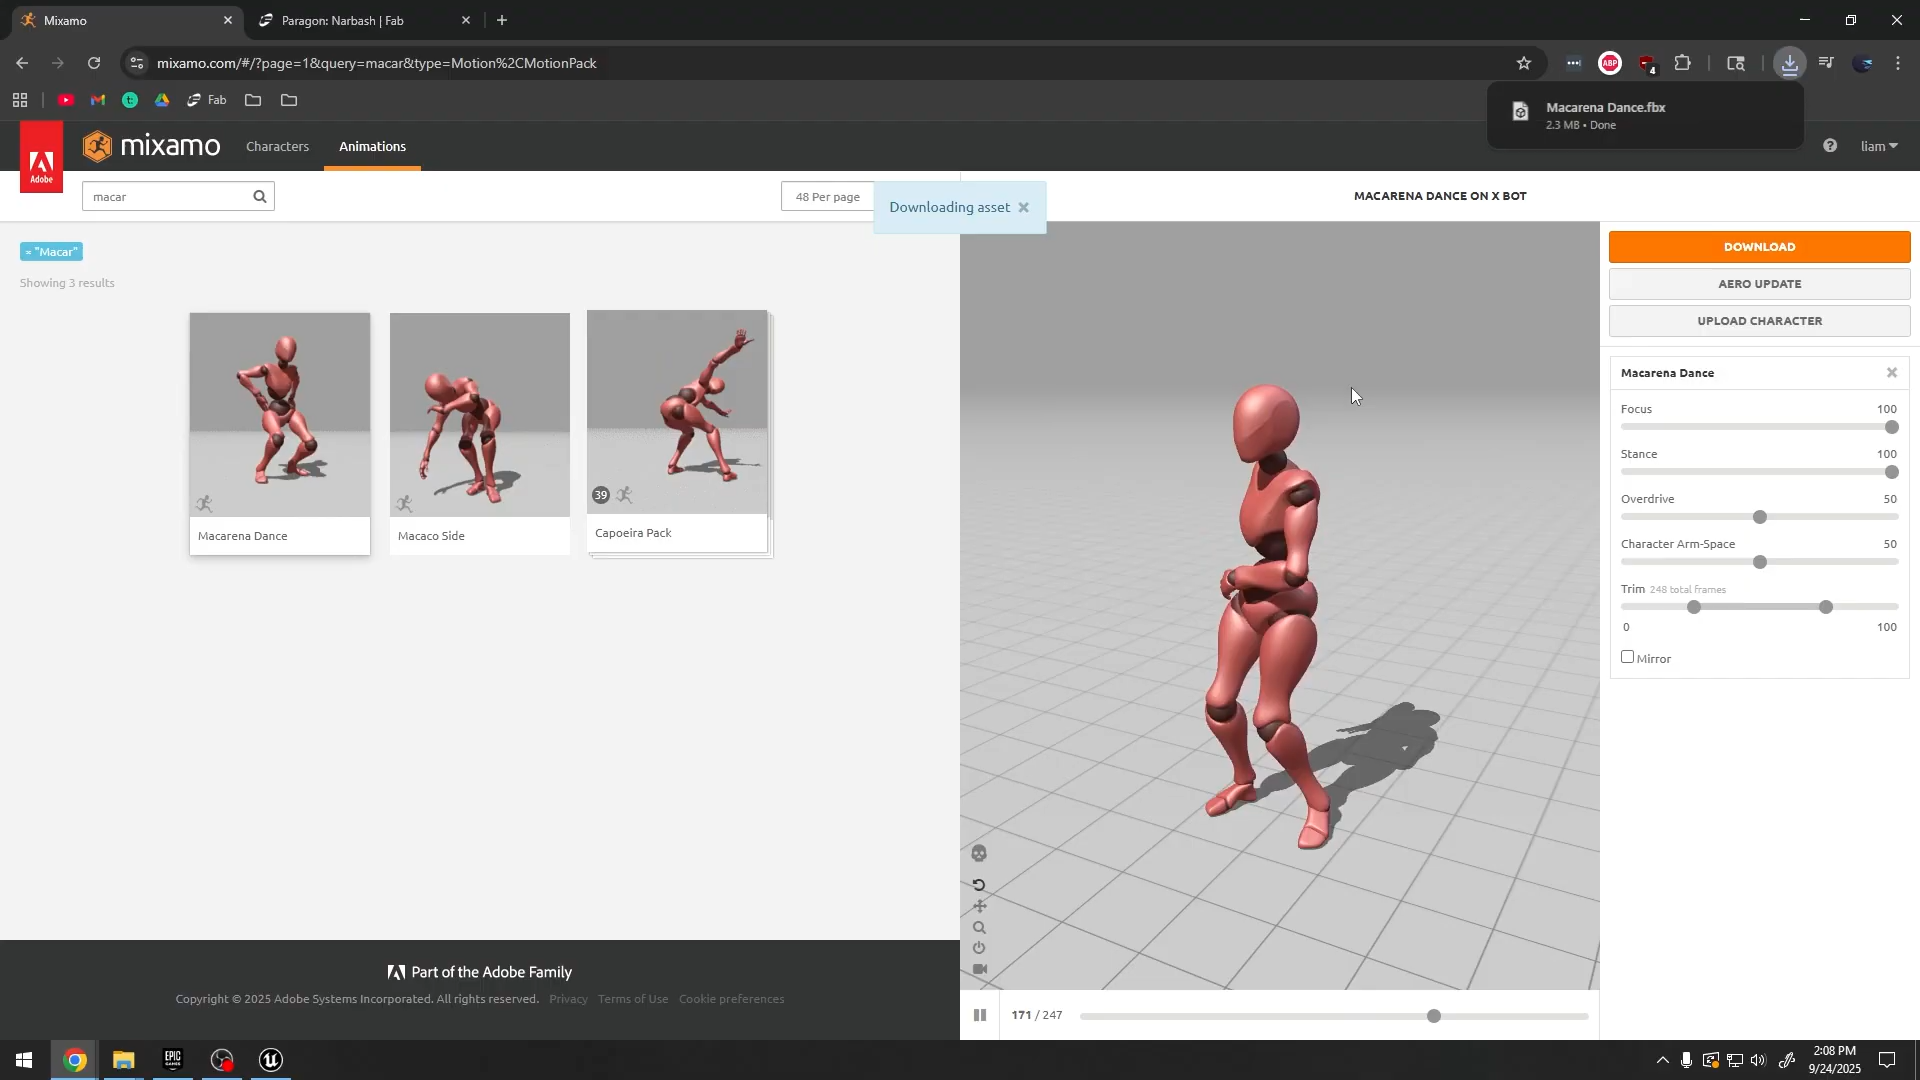 Mixamo
Paragon: Narbash | Fab
mixamo.com/#/?page=1&query=macar&type=Motion%2CMotionPack
ABP
4
Fab
Macarena Dance.fbx
2.3 MB • Done
Adobe
mixamo
Characters
Animations
liam
macar
48 Per page
Downloading asset ×
MACARENA DANCE ON X BOT
× "Macar"
Showing 3 results
DOWNLOAD
AERO UPDATE
UPLOAD CHARACTER
Macarena Dance
Focus 100
Stance 100
Overdrive 50
Character Arm-Space 50
Trim 248 total frames
0 100
Mirror
39
Macarena Dance
Macaco Side
Capoeira Pack
Part of the Adobe Family
Copyright © 2025 Adobe Systems Incorporated. All rights reserved. Privacy Terms of Use Cookie preferences
171 / 247
EPIC GAMES
2:08 PM
9/24/2025